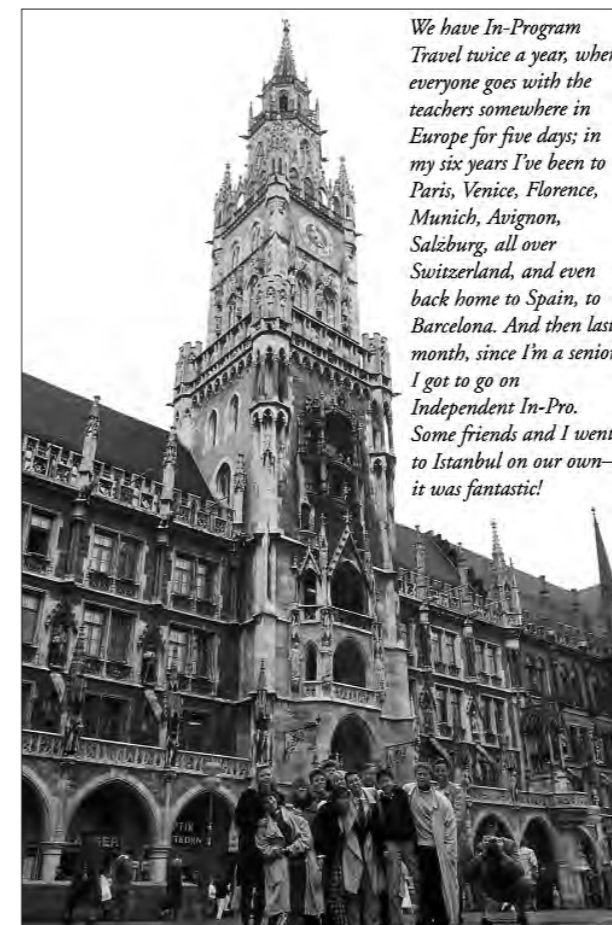 We have In-Program
Travel twice a year, when
everyone goes with the
teachers somewhere in
Europe for five days; in
my six years I've been to
Paris, Venice, Florence,
Munich, Avignon,
Salzburg, all over
Switzerland, and even
back home to Spain, to
Barcelona. And then last
month, since I'm a senior
I got to go on
Independent In-Pro.
Some friends and I went
to Istanbul on our own—
it was fantastic!